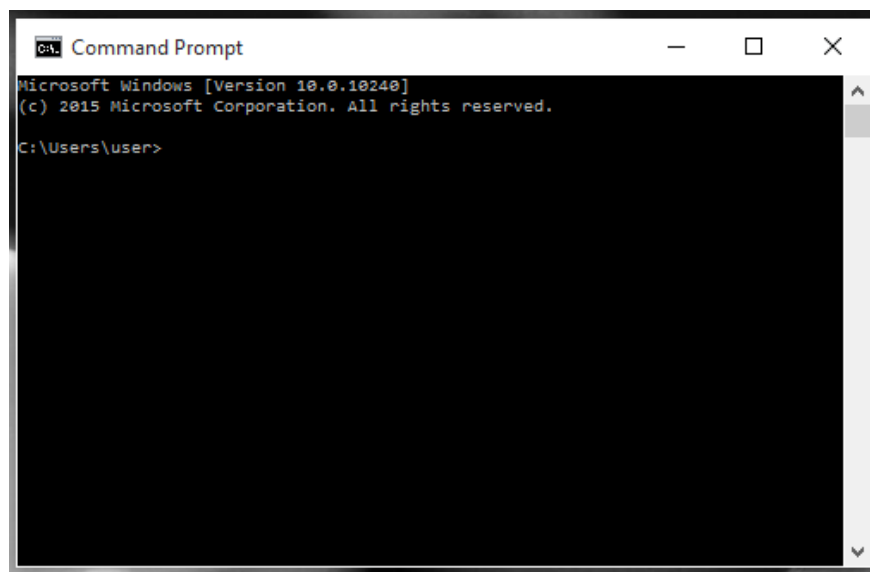 Command Prompt
Microsoft Windows [Version 10.0.10240]
(c) 2015 Microsoft Corporation. All rights reserved.
C:\Users\user>